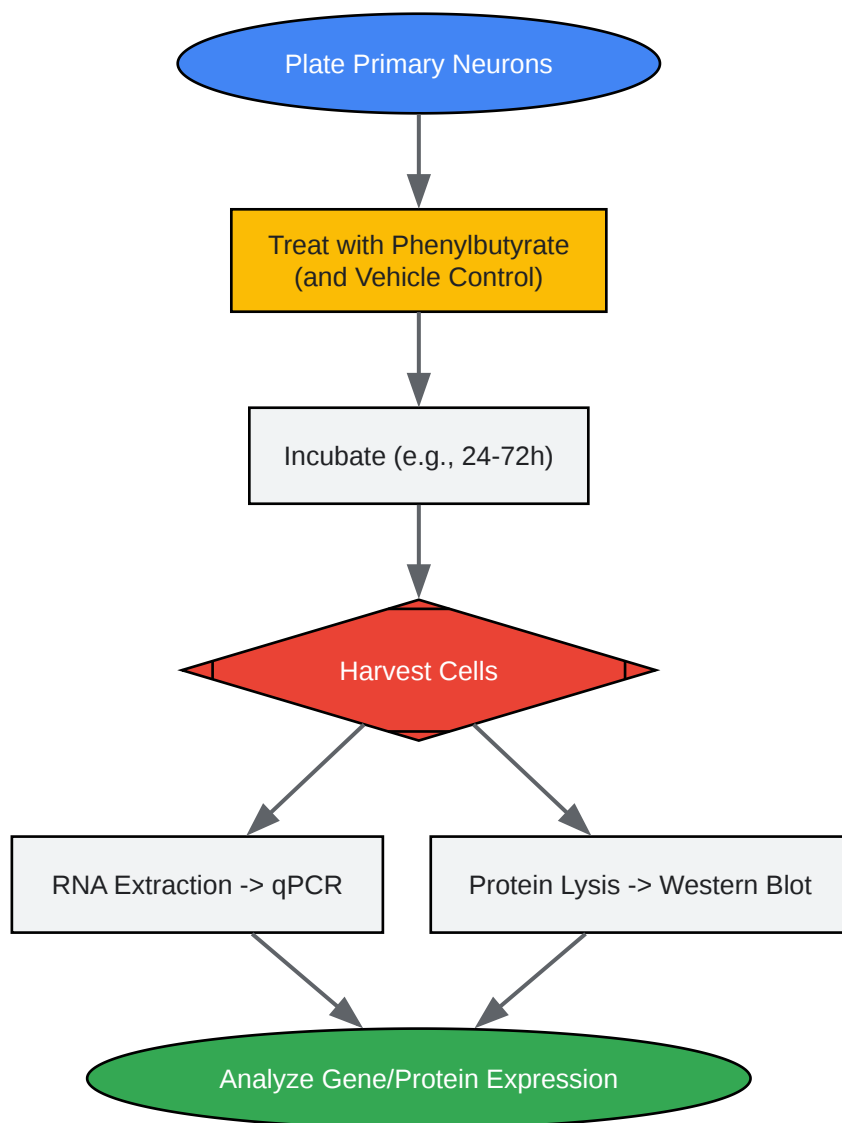 Plate Primary Neurons
Treat with Phenylbutyrate
(and Vehicle Control)
Incubate (e.g., 24-72h)
Harvest Cells
RNA Extraction -> qPCR
Protein Lysis -> Western Blot
Analyze Gene/Protein Expression